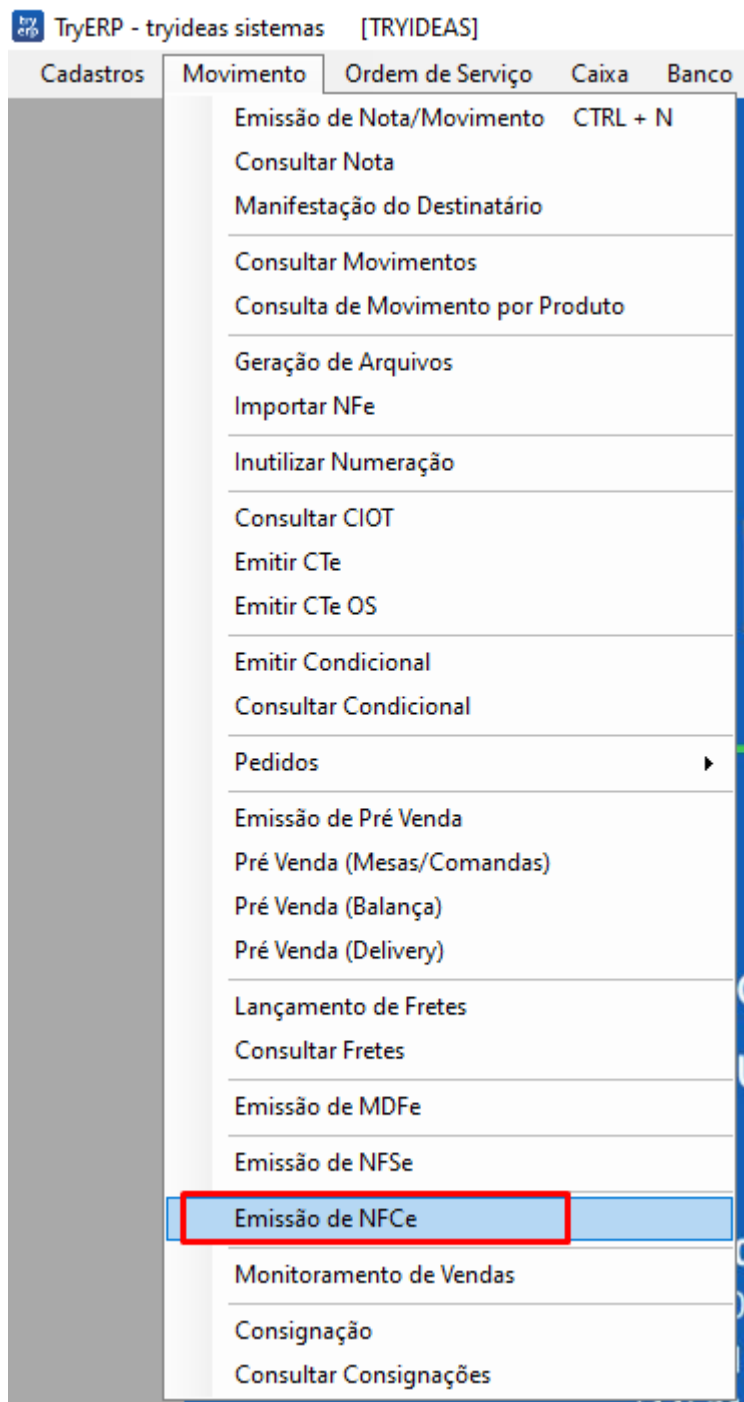 try erp TryERP - tryideas sistemas [TRYIDEAS]
Cadastros Movimento Ordem de Serviço Caixa Banco
Emissão de Nota/Movimento CTRL + N
Consultar Nota
Manifestação do Destinatário
Consultar Movimentos
Consulta de Movimento por Produto
Geração de Arquivos
Importar NFe
Inutilizar Numeração
Consultar CIOT
Emitir CTe
Emitir CTe OS
Emitir Condicional
Consultar Condicional
Pedidos
Emissão de Pré Venda
Pré Venda (Mesas/Comandas)
Pré Venda (Balança)
Pré Venda (Delivery)
Lançamento de Fretes
Consultar Fretes
Emissão de MDFe
Emissão de NFSe
Emissão de NFCe
Monitoramento de Vendas
Consignação
Consultar Consignações